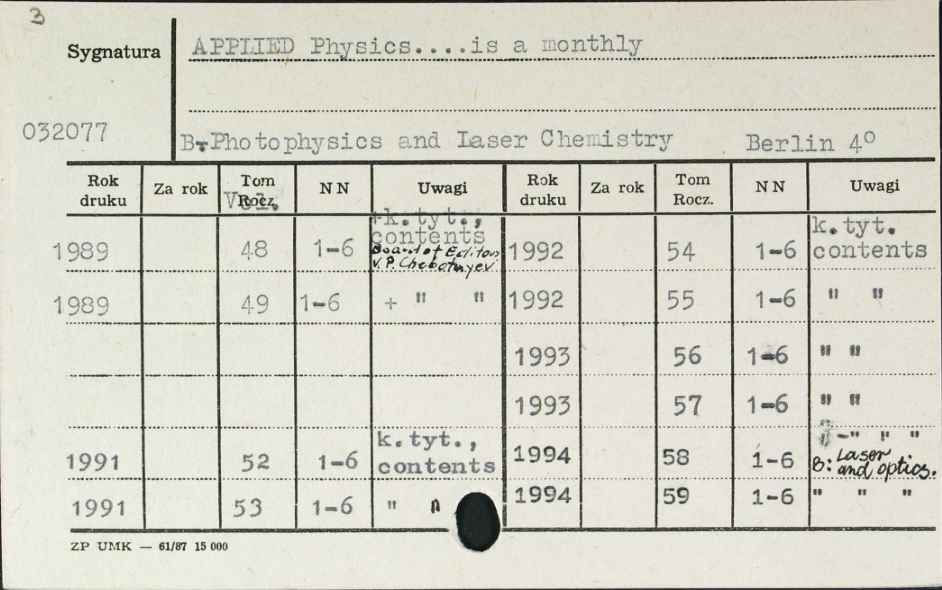 3
Sygnatura APPLIED Physics....is a monthly
032077 B.Photophysics and Laser Chemistry Berlin 4°
Rok druku Za rok Tom Rocz. Vol. NN Uwagi Rok druku Za rok Tom Rocz. NN Uwagi
1989 48 1-6 +k.tyt., contents Board of Editors V.P. Chebotayev 1992 54 1-6 k.tyt. contents
1989 49 1-6 + " " 1992 55 1-6 " "
1993 56 1-6 " "
1993 57 1-6 " "
1991 52 1-6 k.tyt., contents 1994 58 1-6 -" " " B: Laser and optics.
1991 53 1-6 " " 1994 59 1-6 " " "
ZP UMK — 61/87 15 000